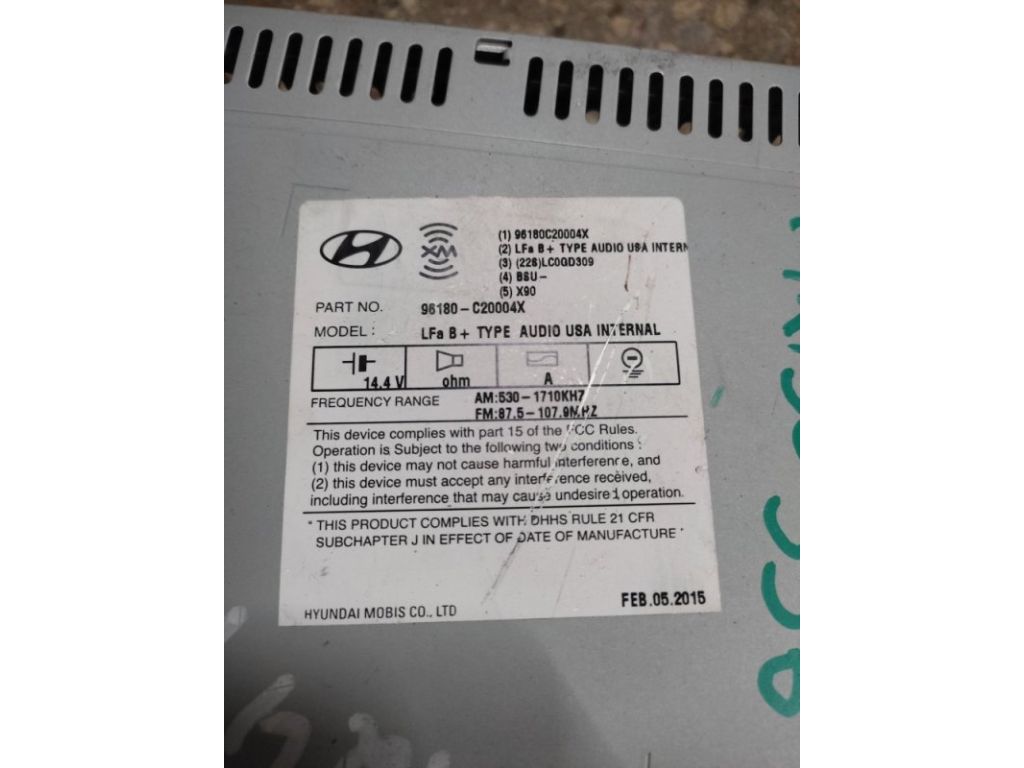 XM
(1) 96180C20004X
(2) LFa B+ TYPE AUDIO USA INTERN
(3) (228)LC0GD309
(4) BSU-
(5) X90
PART NO. 96180-C20004X
MODEL : LFa B+ TYPE AUDIO USA INTERNAL
14.4 V ohm A
FREQUENCY RANGE AM:530-1710KHZ
FM:87.5-107.9MHZ
This device complies with part 15 of the FCC Rules.
Operation is Subject to the following two conditions :
(1) this device may not cause harmful interference, and
(2) this device must accept any interference received,
including interference that may cause undesired operation.
" THIS PRODUCT COMPLIES WITH DHHS RULE 21 CFR
SUBCHAPTER J IN EFFECT OF DATE OF MANUFACTURE "
HYUNDAI MOBIS CO., LTD FEB.05.2015